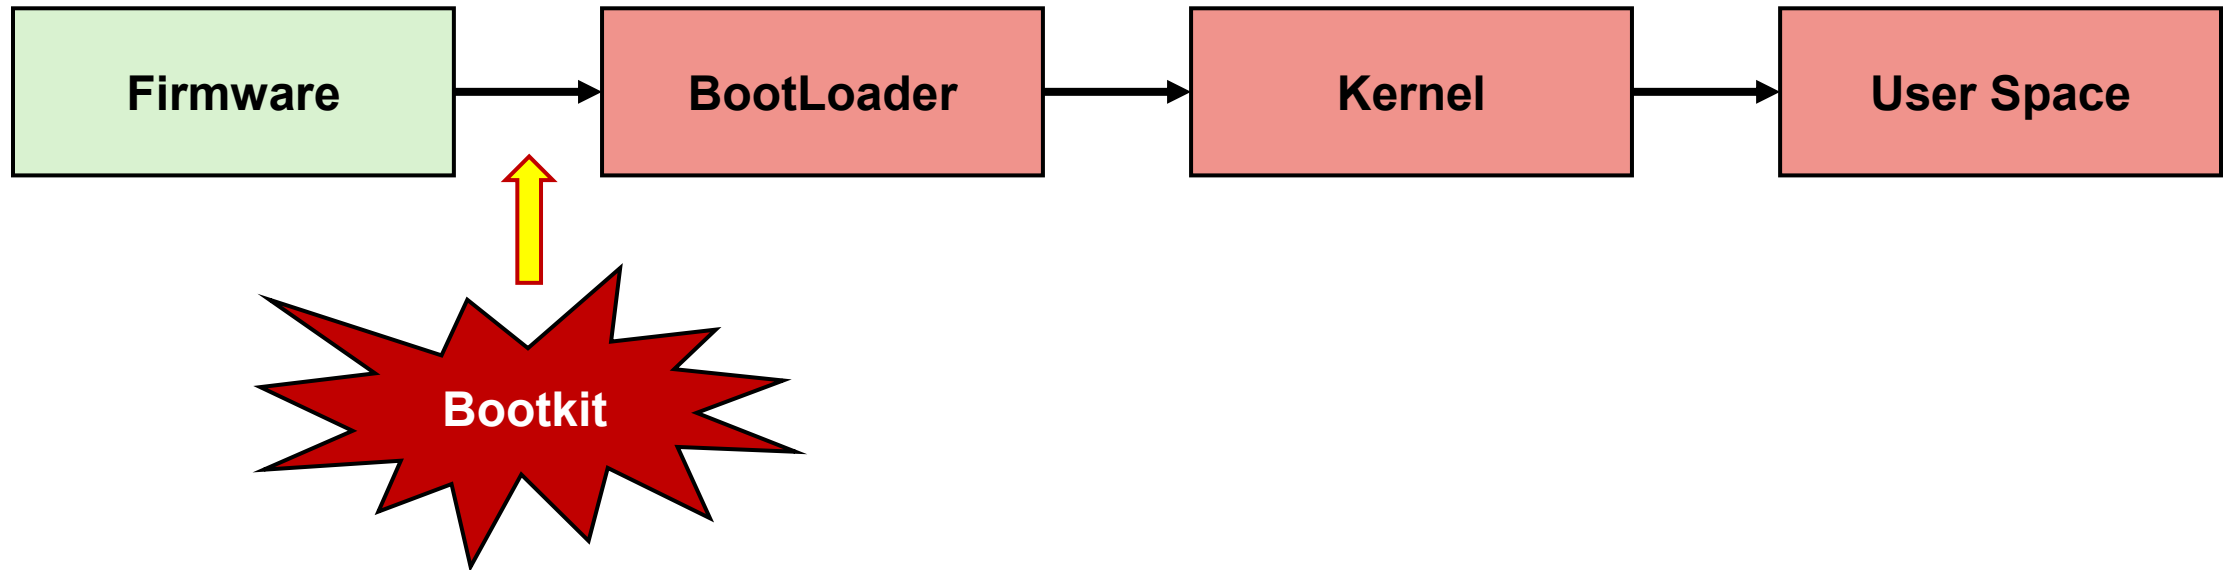 Firmware
BootLoader
Kernel
User Space
Bootkit